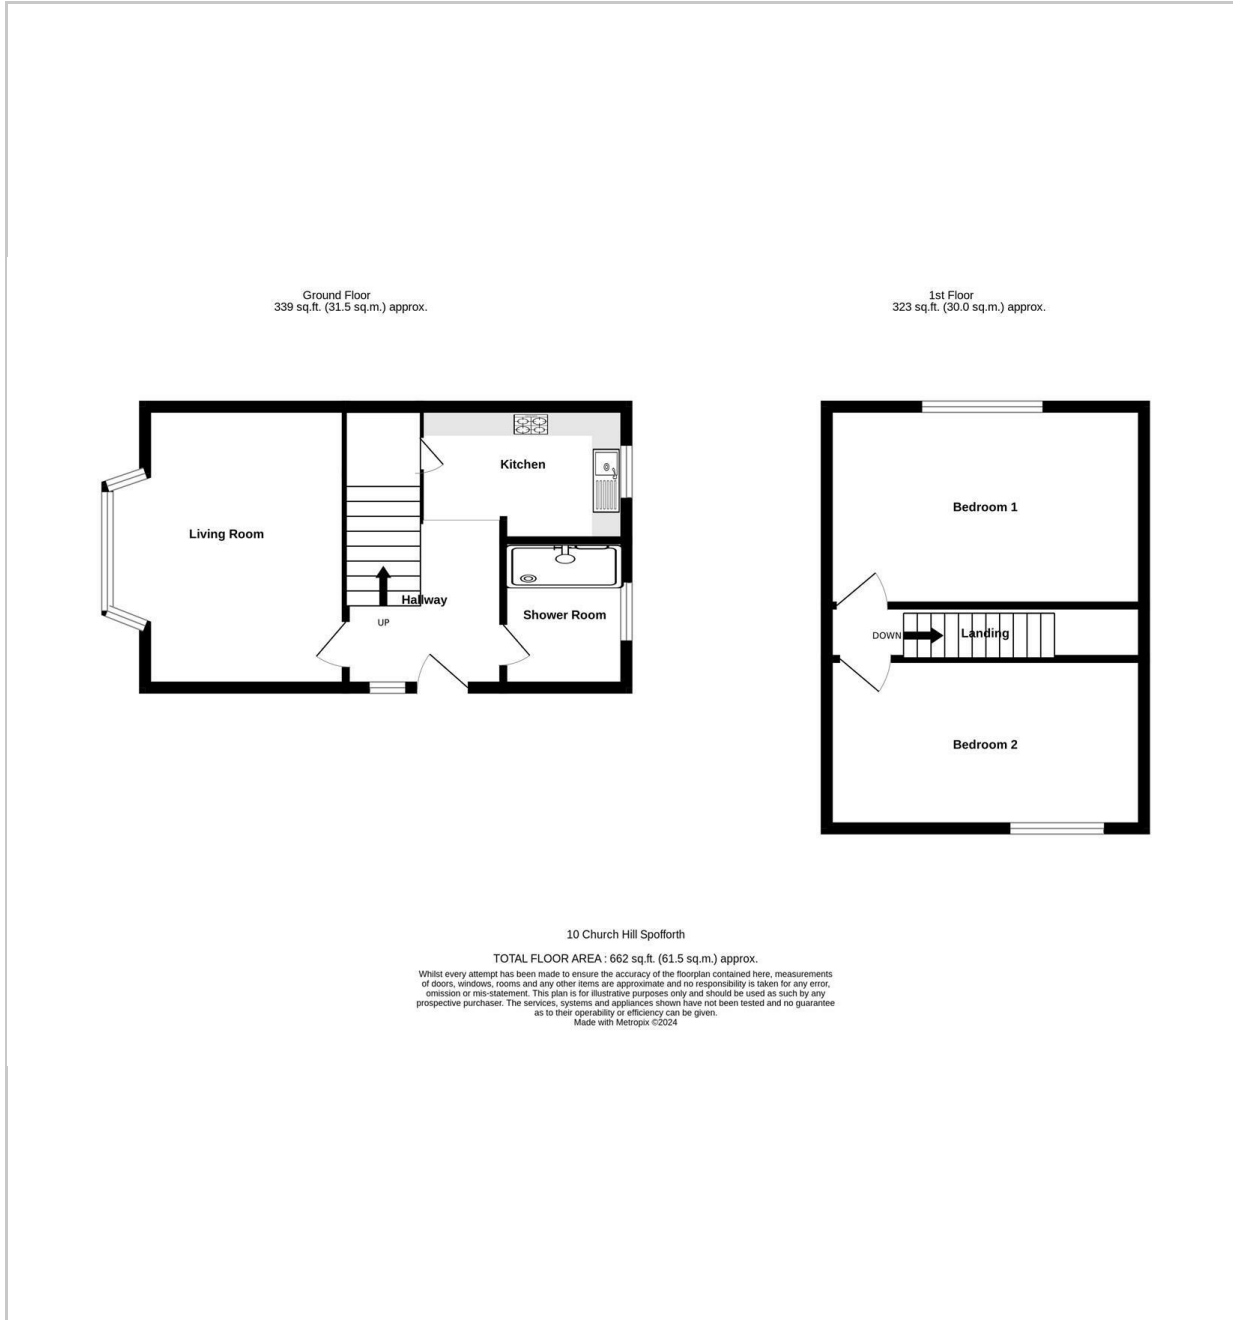 Ground Floor
339 sq.ft. (31.5 sq.m.) approx.
1st Floor
323 sq.ft. (30.0 sq.m.) approx.
Kitchen
Living Room
Hallway
UP
Shower Room
Bedroom 1
DOWN
Landing
Bedroom 2
10 Church Hill Spofforth
TOTAL FLOOR AREA : 662 sq.ft. (61.5 sq.m.) approx.
Whilst every attempt has been made to ensure the accuracy of the floorplan contained here, measurements
of doors, windows, rooms and any other items are approximate and no responsibility is taken for any error,
omission or mis-statement. This plan is for illustrative purposes only and should be used as such by any
prospective purchaser. The services, systems and appliances shown have not been tested and no guarantee
as to their operability or efficiency can be given.
Made with Metropix ©2024